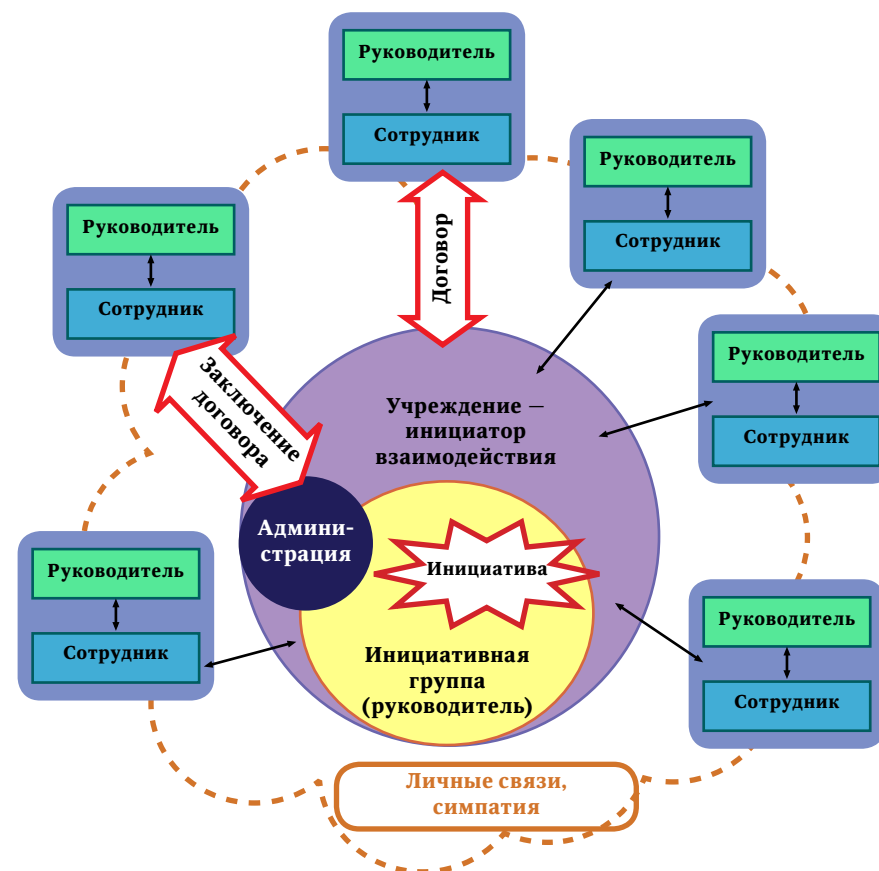 Руководитель
Сотрудник
Руководитель
Сотрудник
Руководитель
Сотрудник
Договор
Заключение
договора
Руководитель
Сотрудник
Учреждение —
инициатор
взаимодействия
Админи-
страция
Инициатива
Руководитель
Сотрудник
Инициативная
группа
(руководитель)
Руководитель
Сотрудник
Личные связи,
симпатия